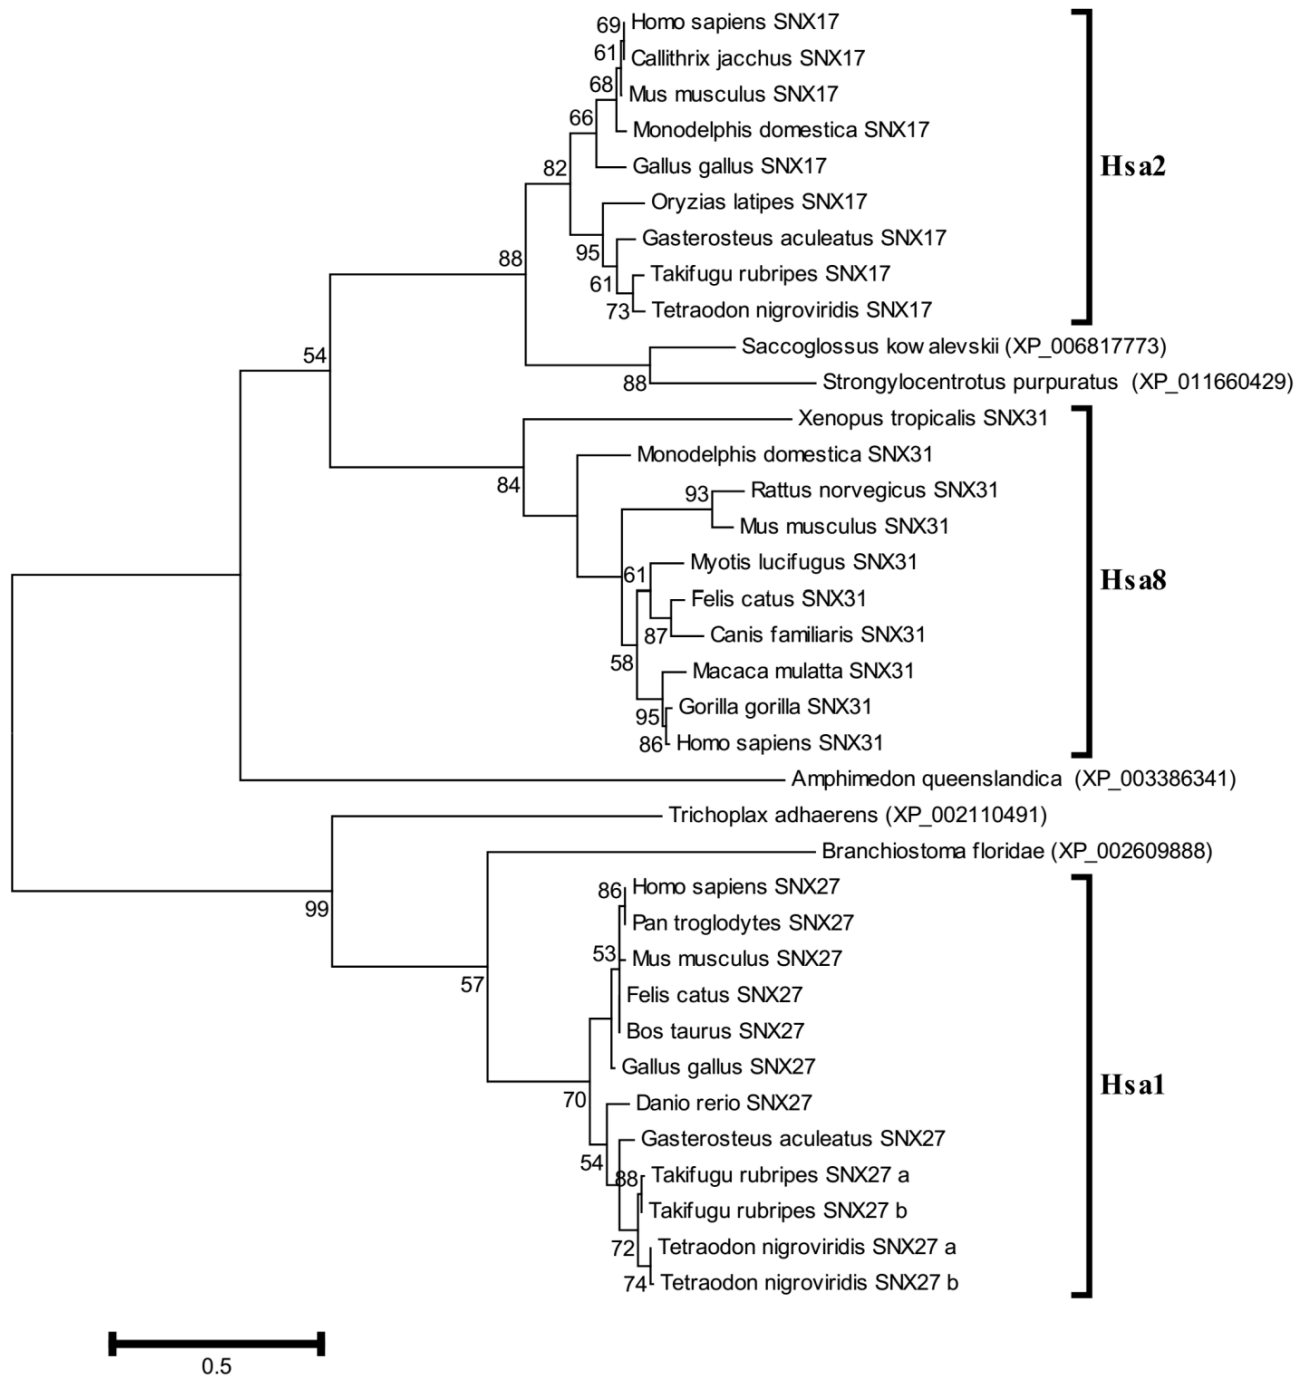 69 Homo sapiens SNX17
61 Callithrix jacchus SNX17
68 Mus musculus SNX17
66 Monodelphis domestica SNX17
82 Gallus gallus SNX17
Hsa2
Oryzias latipes SNX17
95 Gasterosteus aculeatus SNX17
88
61 Takifugu rubripes SNX17
73 Tetraodon nigroviridis SNX17
54 Saccoglossus kowalevskii (XP_006817773)
88 Strongylocentrotus purpuratus (XP_011660429)
Xenopus tropicalis SNX31
Monodelphis domestica SNX31
84 93 Rattus norvegicus SNX31
Mus musculus SNX31
61 Myotis lucifugus SNX31
Hsa8
Felis catus SNX31
87 Canis familiaris SNX31
58 Macaca mulatta SNX31
95 Gorilla gorilla SNX31
86 Homo sapiens SNX31
Amphimedon queenslandica (XP_003386341)
Trichoplax adhaerens (XP_002110491)
Branchiostoma floridae (XP_002609888)
99 86 Homo sapiens SNX27
Pan troglodytes SNX27
53 Mus musculus SNX27
57 Felis catus SNX27
Bos taurus SNX27
Gallus gallus SNX27
Hsa1
70 Danio rerio SNX27
Gasterosteus aculeatus SNX27
54 88 Takifugu rubripes SNX27 a
Takifugu rubripes SNX27 b
72 Tetraodon nigroviridis SNX27 a
74 Tetraodon nigroviridis SNX27 b
0.5